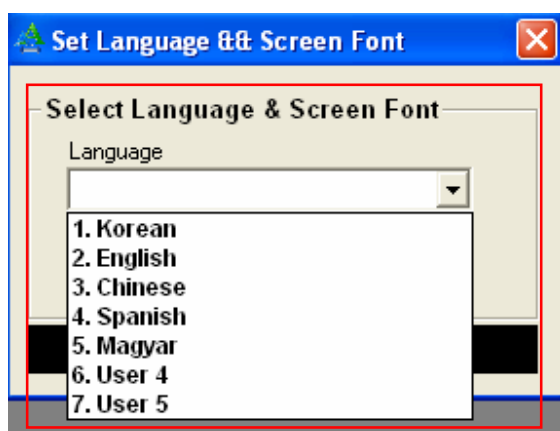 Set Language && Screen Font
Select Language & Screen Font
Language
1. Korean
2. English
3. Chinese
4. Spanish
5. Magyar
6. User 4
7. User 5